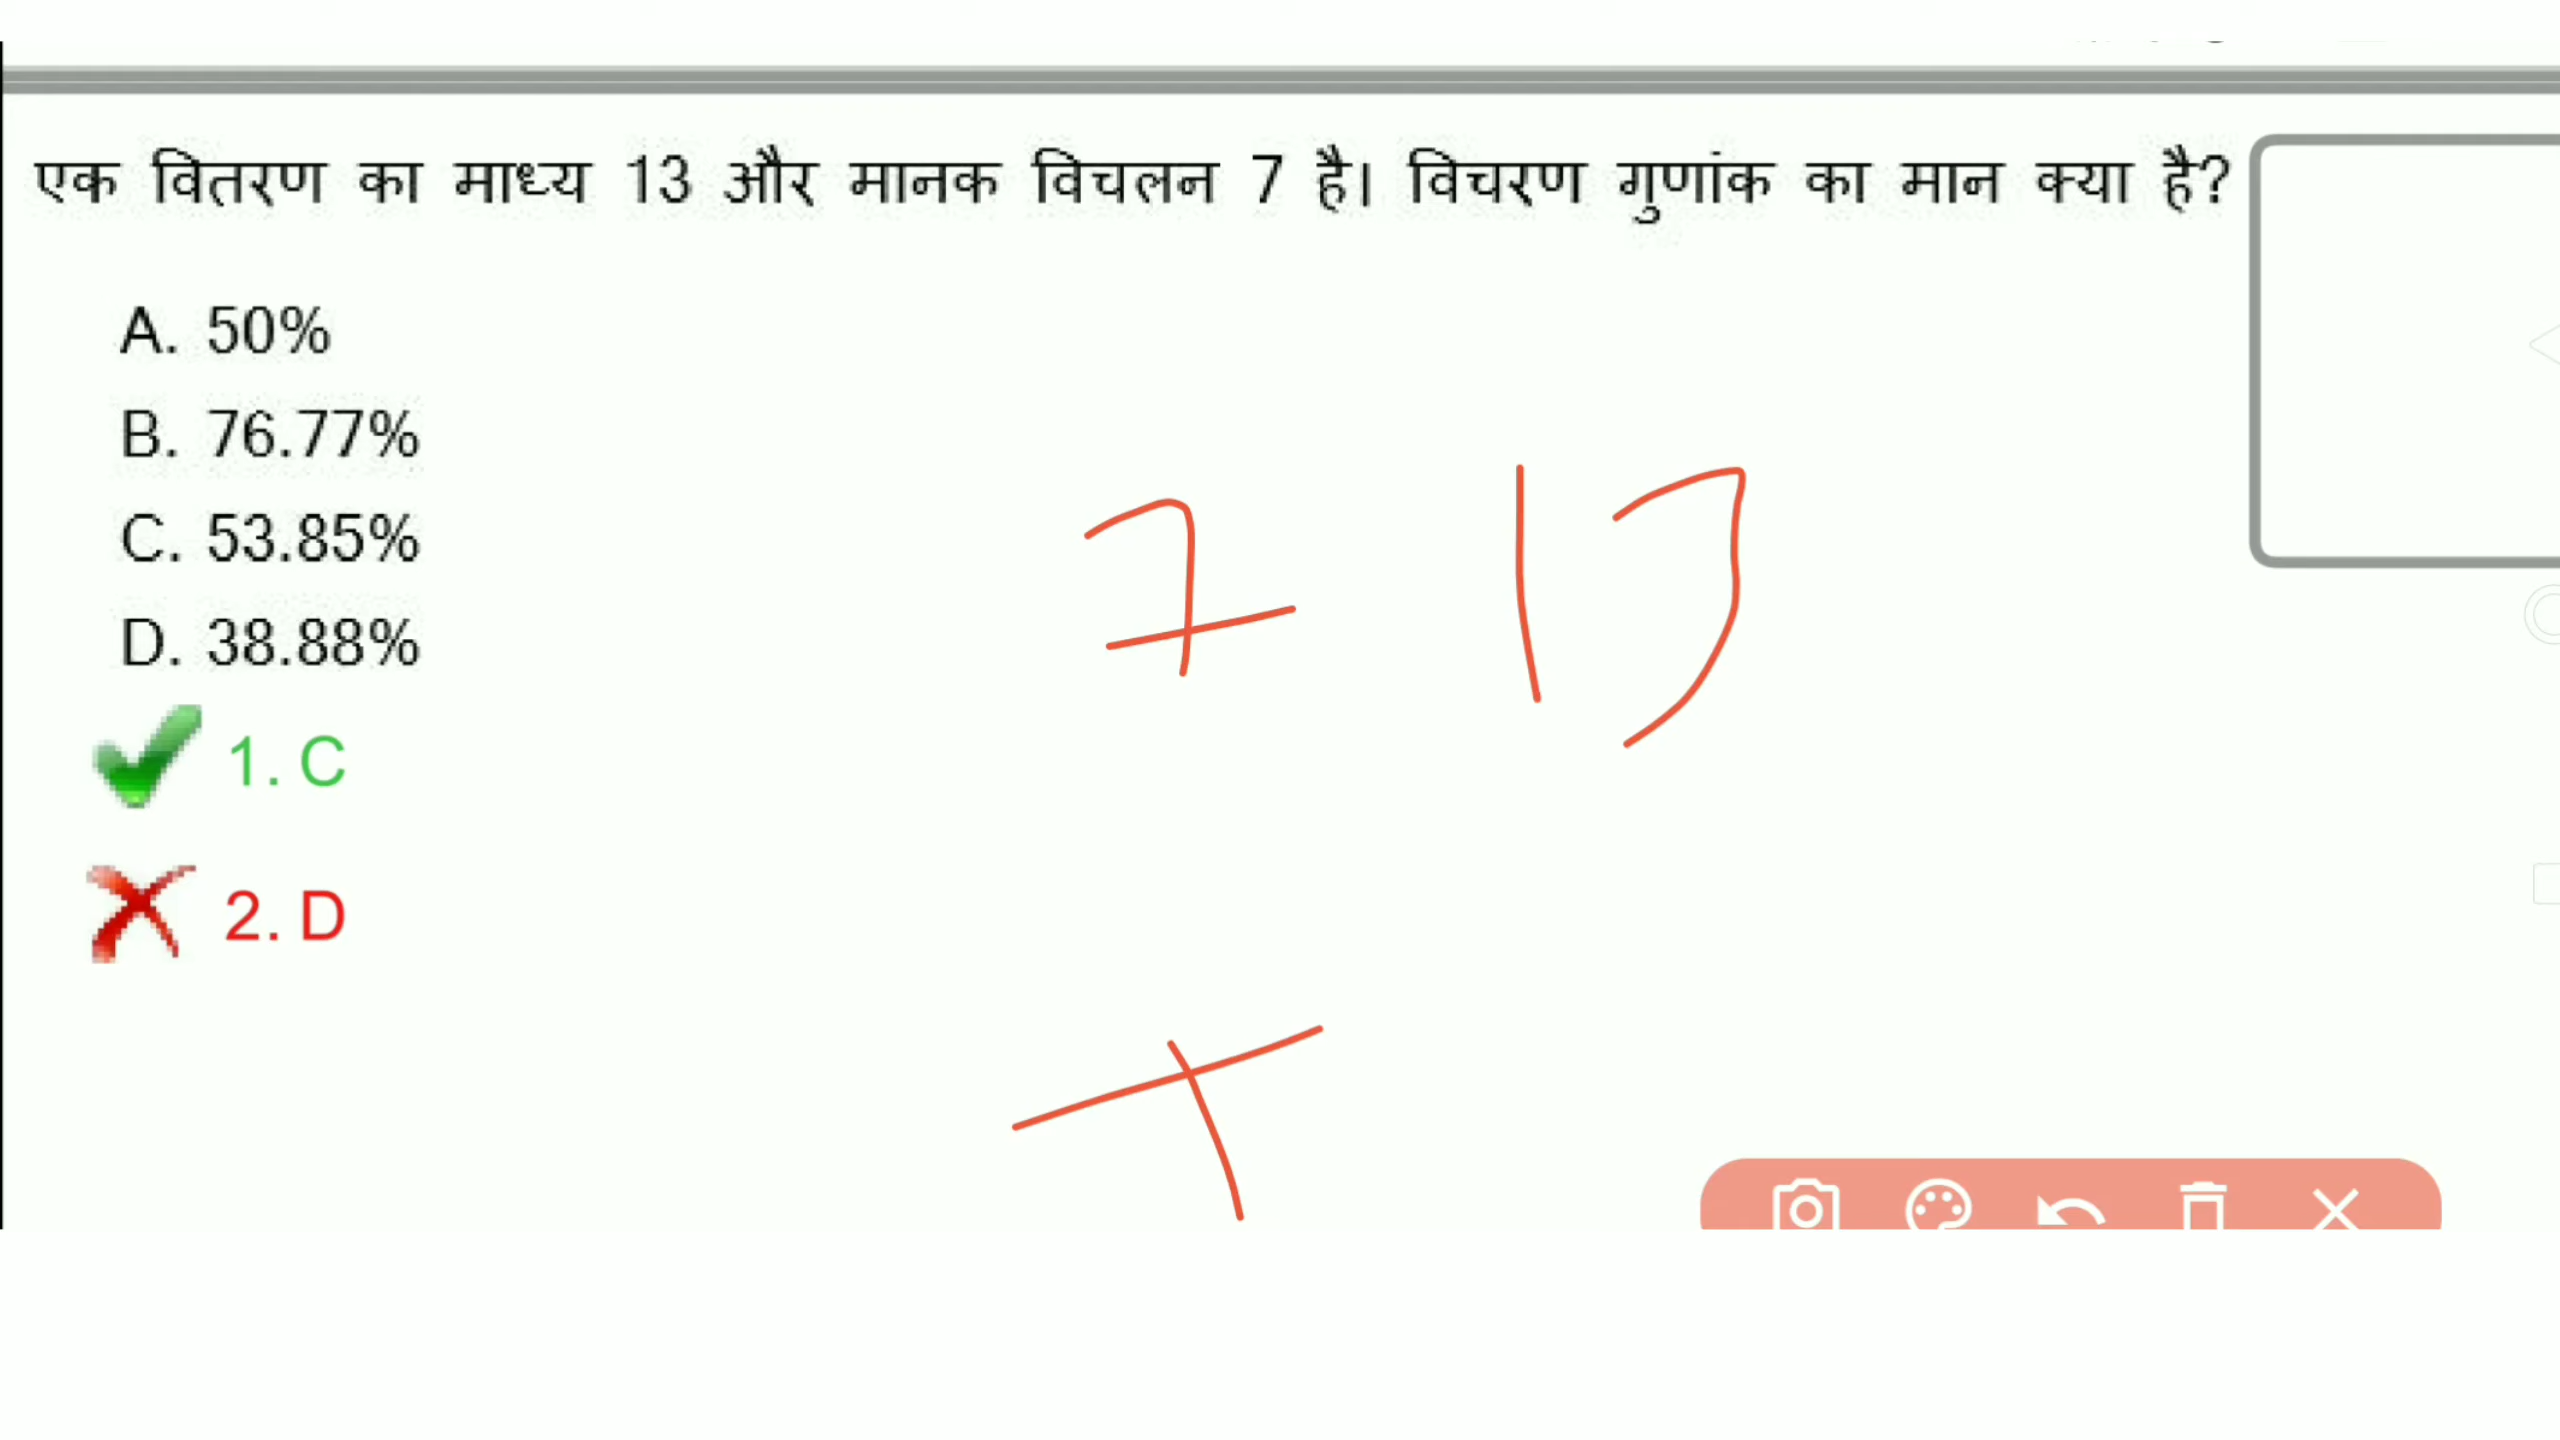 एक वितरण का माध्य 13 और मानक विचलन 7 है। विचरण गुणांक का मान क्या है?
A. 50%
B. 76.77%
C. 53.85%
D. 38.88%
7 13
1. C
2. D